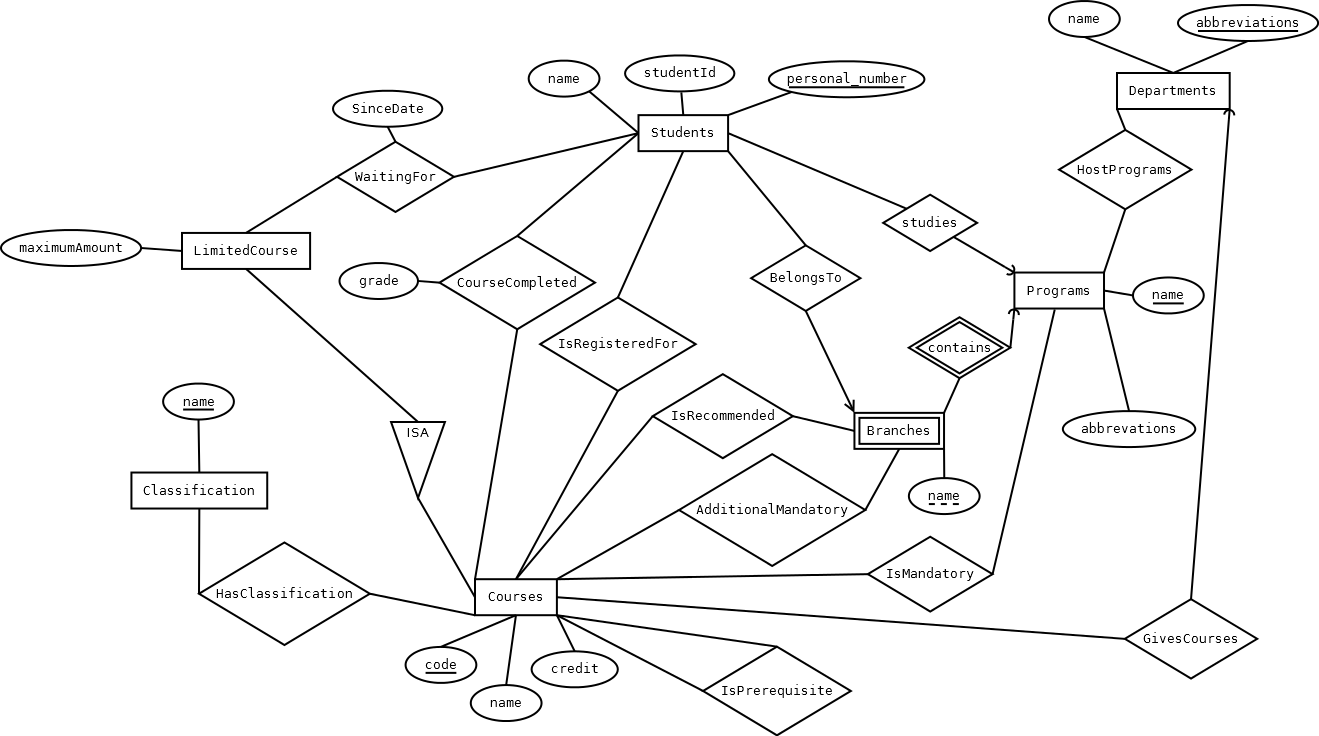 name
abbreviations
name
studentId
personal_number
Departments
SinceDate
Students
HostPrograms
WaitingFor
studies
maximumAmount
LimitedCourse
grade
CourseCompleted
BelongsTo
Programs
name
IsRegisteredFor
contains
name
ISA
IsRecommended
Branches
abbrevations
Classification
name
AdditionalMandatory
HasClassification
Courses
IsMandatory
GivesCourses
code
credit
name
IsPrerequisite